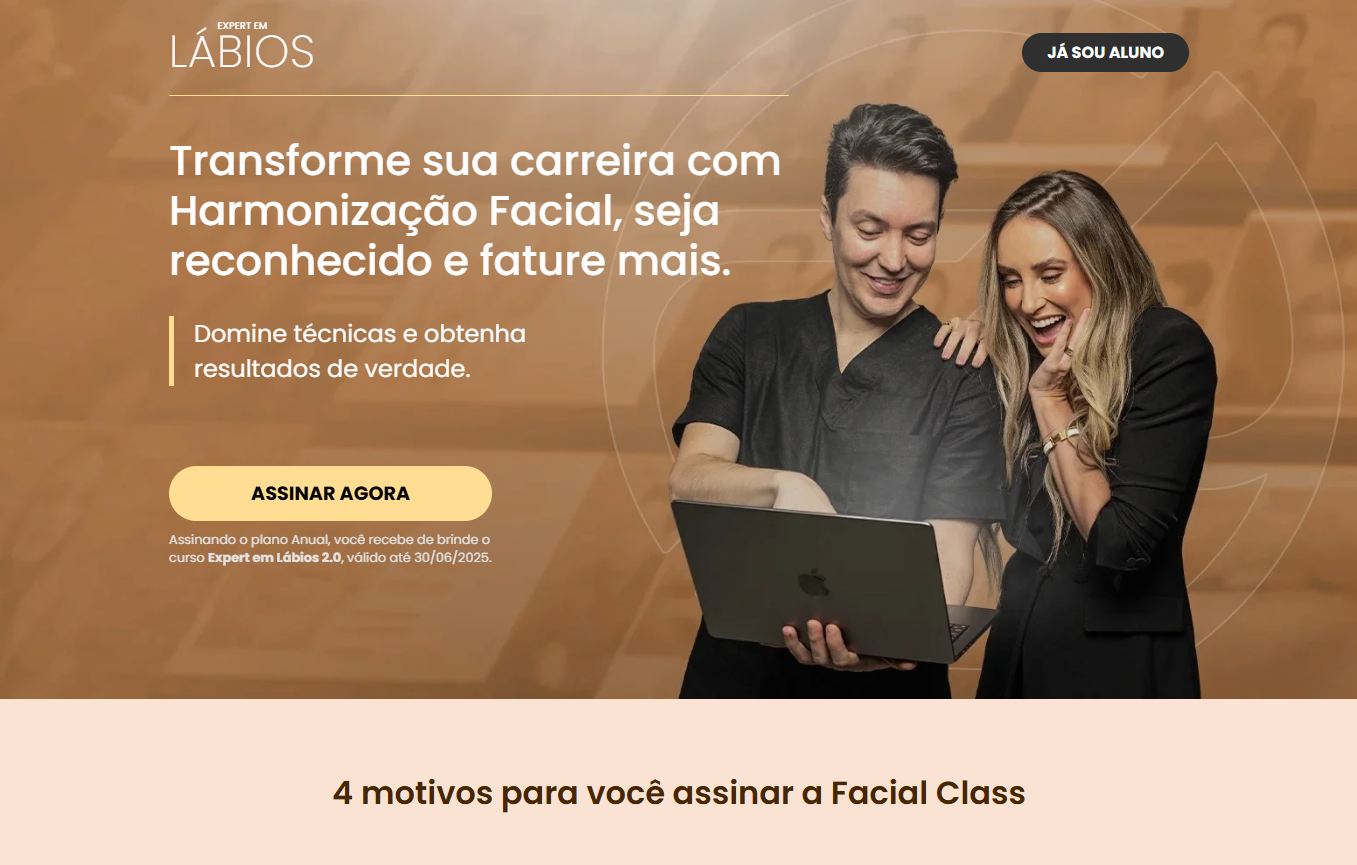 EXPERT EM
LÁBIOS
JÁ SOU ALUNO
Transforme sua carreira com
Harmonização Facial, seja
reconhecido e fature mais.
Domine técnicas e obtenha
resultados de verdade.
ASSINAR AGORA
Assinando o plano Anual, você recebe de brinde o
curso Expert em Lábios 2.0, válido até 30/06/2025.
4 motivos para você assinar a Facial Class